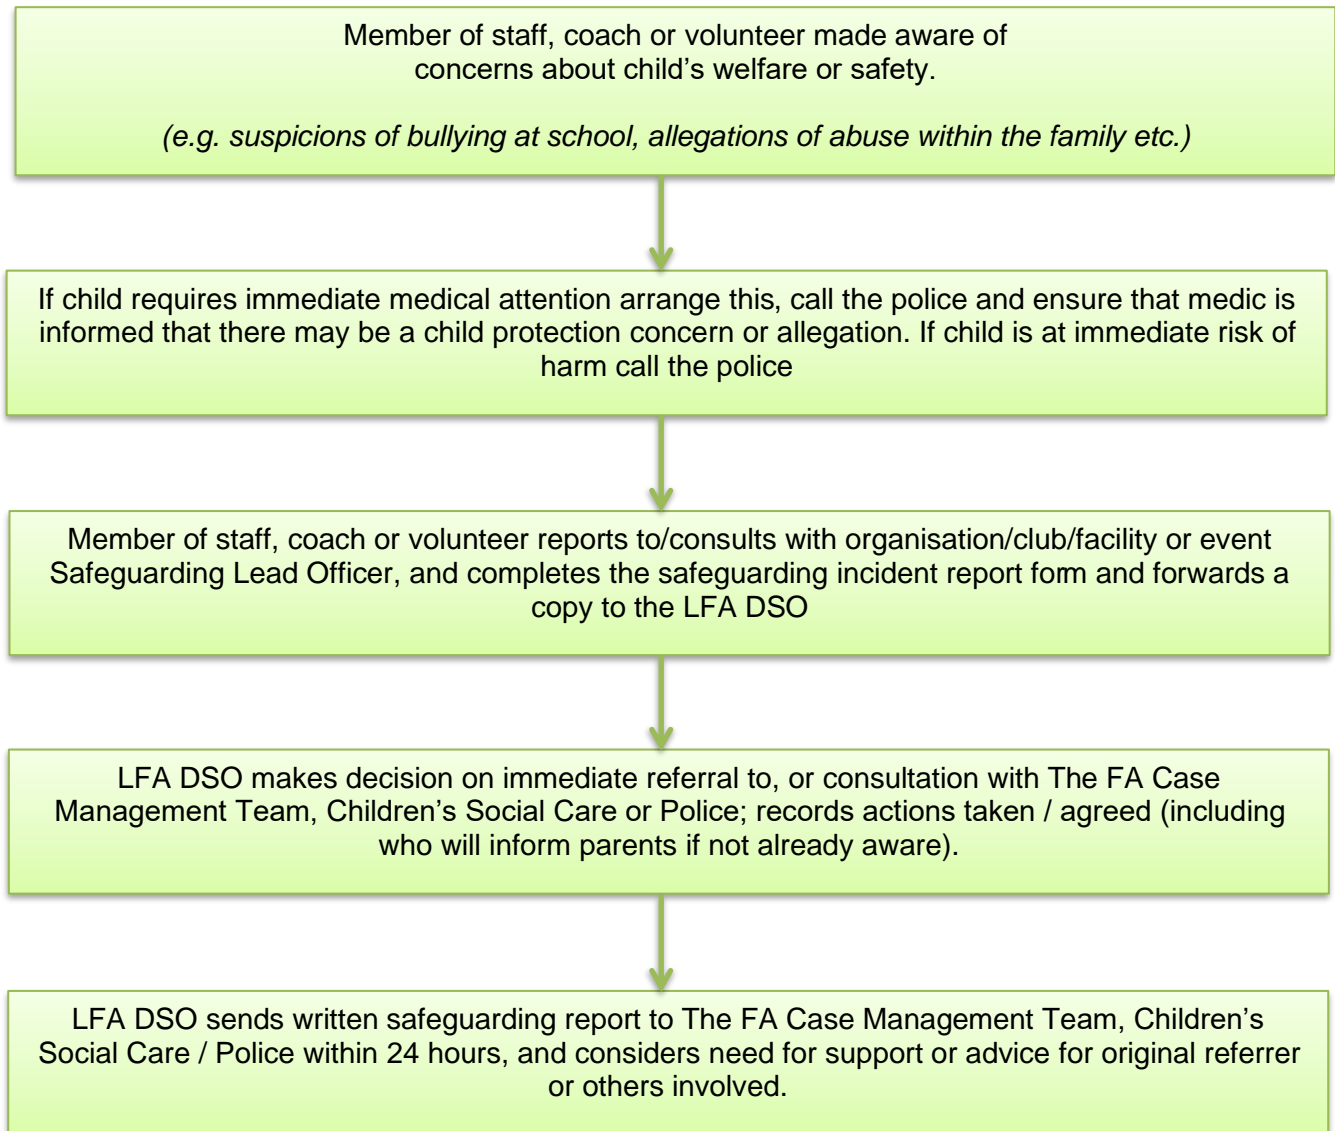 Member of staff, coach or volunteer made aware of
concerns about child’s welfare or safety.
(e.g. suspicions of bullying at school, allegations of abuse within the family etc.)
If child requires immediate medical attention arrange this, call the police and ensure that medic is
informed that there may be a child protection concern or allegation. If child is at immediate risk of
harm call the police
Member of staff, coach or volunteer reports to/consults with organisation/club/facility or event
Safeguarding Lead Officer, and completes the safeguarding incident report form and forwards a
copy to the LFA DSO
LFA DSO makes decision on immediate referral to, or consultation with The FA Case
Management Team, Children’s Social Care or Police; records actions taken / agreed (including
who will inform parents if not already aware).
LFA DSO sends written safeguarding report to The FA Case Management Team, Children’s
Social Care / Police within 24 hours, and considers need for support or advice for original referrer
or others involved.